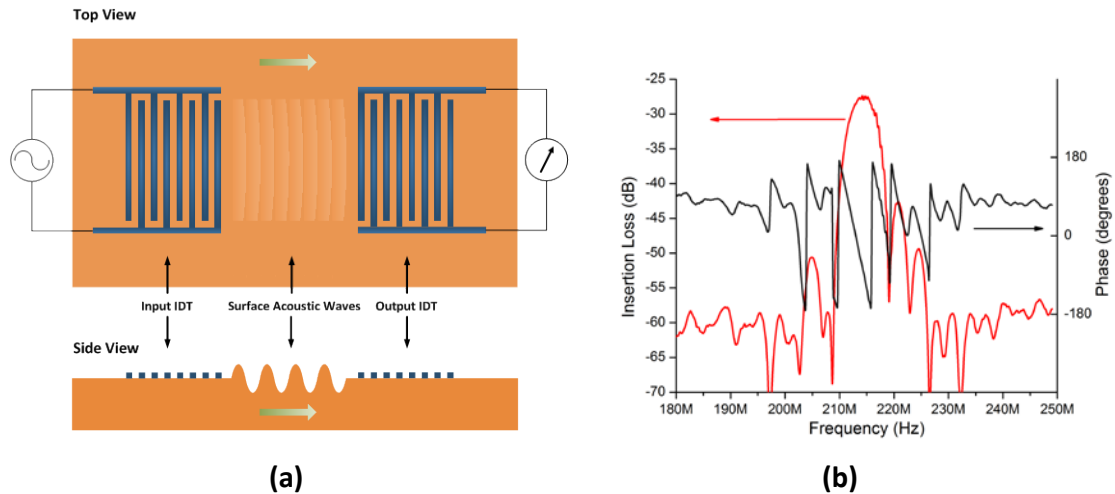 Top View
Input IDT
Surface Acoustic Waves
Output IDT
Side View
(a)
-25
-30
-35
-40
-45
-50
-55
-60
-65
-70
Insertion Loss (dB)
180M
190M
200M
210M
220M
230M
240M
250M
Frequency (Hz)
180
0
-180
Phase (degrees)
(b)